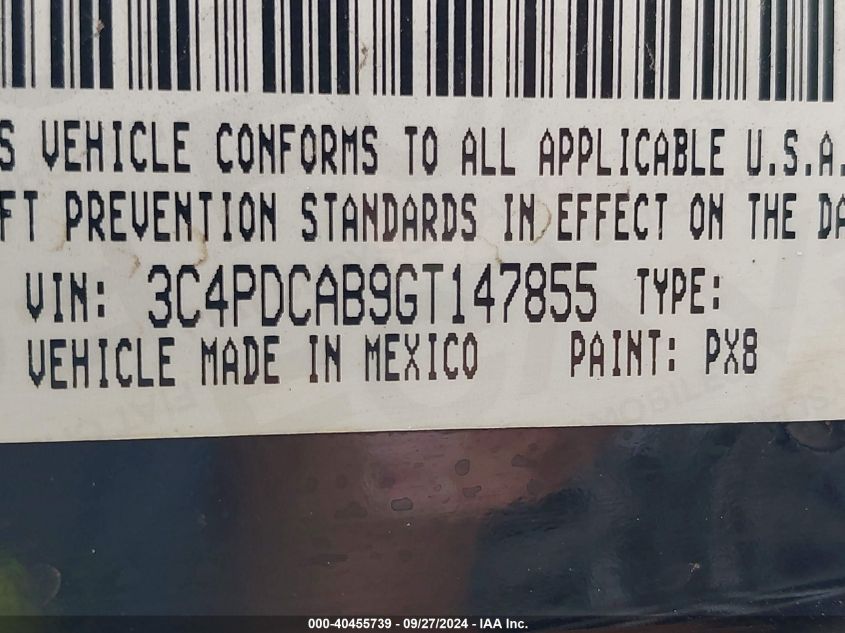 S VEHICLE CONFORMS TO ALL APPLICABLE U.S.A.
FT PREVENTION STANDARDS IN EFFECT ON THE DA
VIN: 3C4PDCAB9GT147855 TYPE:
VEHICLE MADE IN MEXICO PAINT: PX8
000-40455739 - 09/27/2024 - IAA Inc.